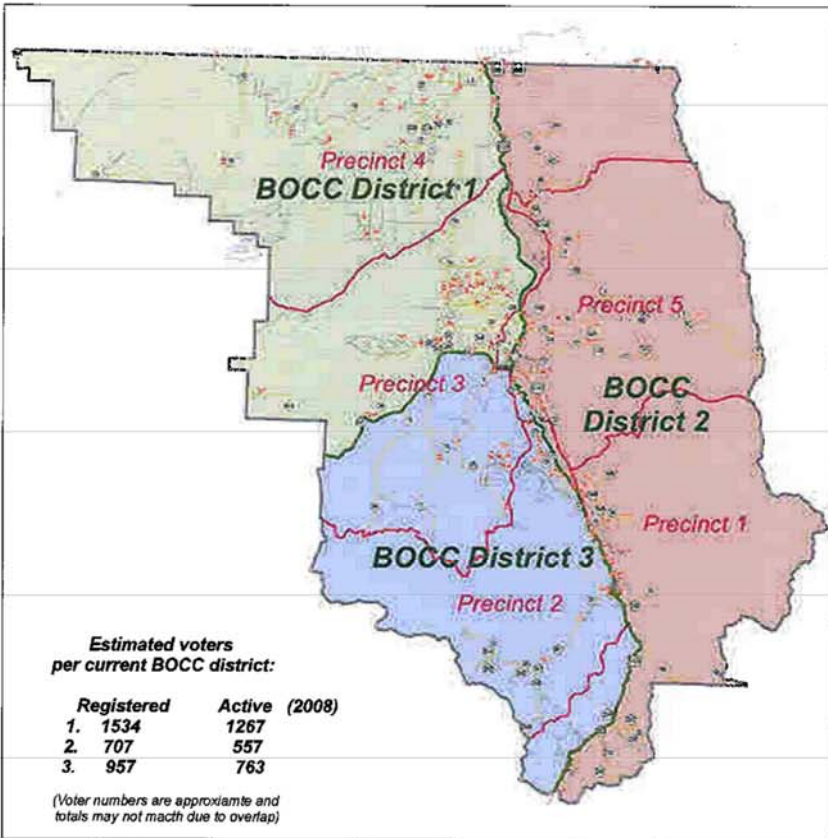 Precinct 4
BOCC District 1
Precinct 5
Precinct 3
BOCC
District 2
Precinct 1
BOCC District 3
Precinct 2
Estimated voters
per current BOCC district:
Registered Active (2008)
1. 1534 1267
2. 707 557
3. 957 763
(Voter numbers are approxiamte and
totals may not macth due to overlap)